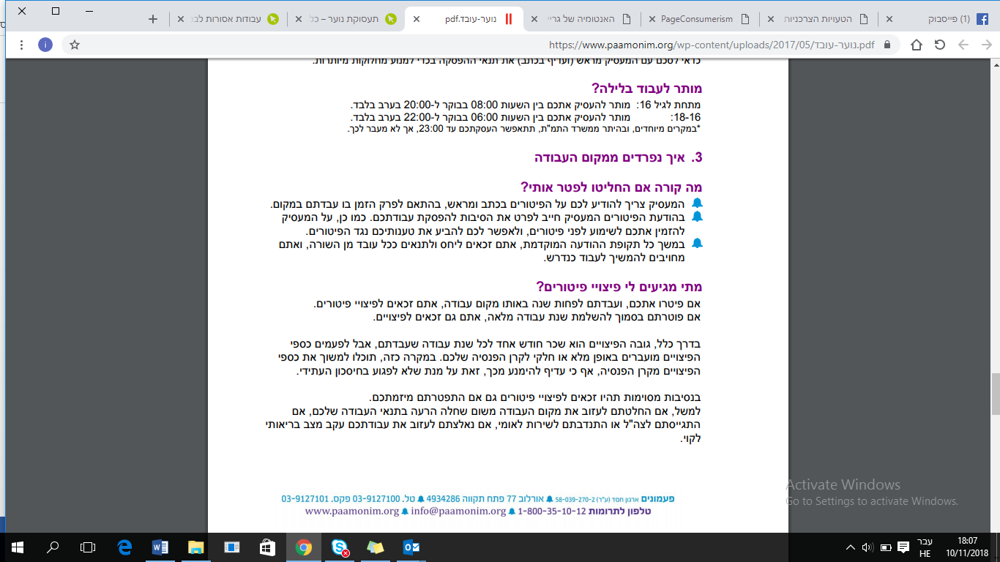 (1) פייסבוק
הטעויות הצרכניות
PageConsumerism
האנטומיה של גריי
נוער-עובד.pdf
תעסוקת נוער – כל
עבודות אסורות לבנ
https://www.paamonim.org/wp-content/uploads/2017/05/נוער-עובד.pdf
i
כדאי לסכם עם המעסיק מראש (ועדיף בכתב) את תנאי ההפסקה בכדי למנוע מחלוקות מיותרות.
מותר לעבוד בלילה?
מתחת לגיל 16: מותר להעסיק אתכם בין השעות 08:00 בבוקר ל-20:00 בערב בלבד.
18-16: מותר להעסיק אתכם בין השעות 06:00 בבוקר ל-22:00 בערב בלבד.
*במקרים מיוחדים, ובהיתר ממשרד התמ"ת, תתאפשר העסקתכם עד 23:00, אך לא מעבר לכך.
3. איך נפרדים ממקום העבודה
מה קורה אם החליטו לפטר אותי?
המעסיק צריך להודיע לכם על הפיטורים בכתב ומראש, בהתאם לפרק הזמן בו עבדתם במקום.
בהודעת הפיטורים המעסיק חייב לפרט את הסיבות להפסקת עבודתכם. כמו כן, על המעסיק
להזמין אתכם לשימוע לפני פיטורים, ולאפשר לכם להביע את טענותיכם נגד הפיטורים.
במשך כל תקופת ההודעה המוקדמת, אתם זכאים ליחס ולתנאים ככל עובד מן השורה, ואתם
מחויבים להמשיך לעבוד כנדרש.
מתי מגיעים לי פיצויי פיטורים?
אם פיטרו אתכם, ועבדתם לפחות שנה באותו מקום עבודה, אתם זכאים לפיצויי פיטורים.
אם פוטרתם בסמוך להשלמת שנת עבודה מלאה, אתם גם זכאים לפיצויים.
בדרך כלל, גובה הפיצויים הוא שכר חודש אחד לכל שנת עבודה שעבדתם, אבל לפעמים כספי
הפיצויים מועברים באופן מלא או חלקי לקרן הפנסיה שלכם. במקרה כזה, תוכלו למשוך את כספי
הפיצויים מקרן הפנסיה, אף כי עדיף להימנע מכך, זאת על מנת שלא לפגוע בחיסכון העתידי.
בנסיבות מסוימות תהיו זכאים לפיצויי פיטורים גם אם התפטרתם מיזמתכם.
למשל, אם החלטתם לעזוב את מקום העבודה משום שחלה הרעה בתנאי העבודה שלכם, אם
התגייסתם לצה"ל או התנדבתם לשירות לאומי, אם נאלצתם לעזוב את עבודתכם עקב מצב בריאותי
לקוי.
פעמונים ארגון חסד (ע"ר) 58-039-270-2 אורלוב 77 פתח תקווה 4934286 טל. 03-9127100 פקס. 03-9127101
טלפון לתרומות 1-800-35-10-12 info@paamonim.org www.paamonim.org
Activate Windows
Go to Settings to activate Windows.
עבר
HE
18:07
10/11/2018